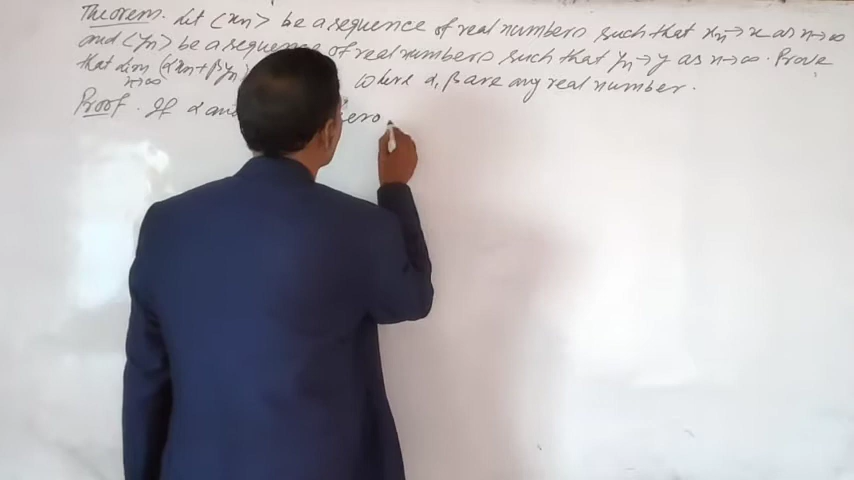 Theorem. Let <xn> be a sequence of real numbers such that xn→x as n→∞
and <yn> be a sequence of real numbers such that yn→y as n→∞. Prove
that lim n→∞ (αxn+βyn) where α, β are any real number.
Proof. If α and zero